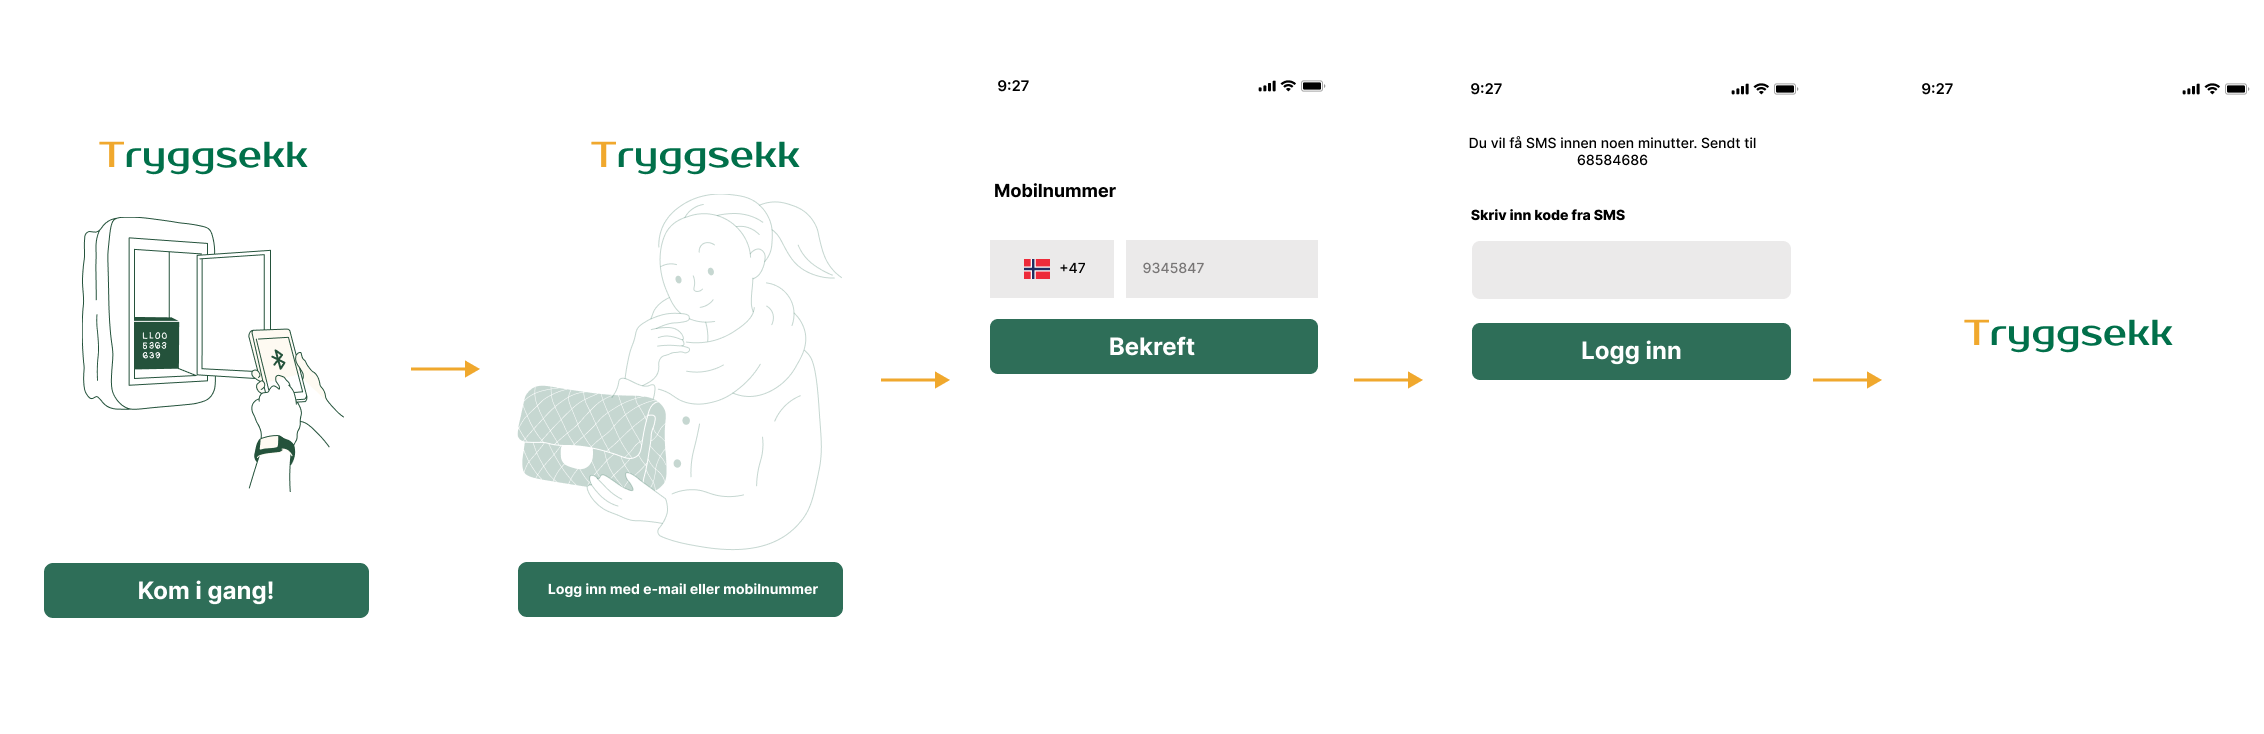 Tryggsekk
LL00
5363
639
Kom i gang!
Tryggsekk
Logg inn med e-mail eller mobilnummer
9:27
Mobilnummer
+47
9345847
Bekreft
9:27
Du vil få SMS innen noen minutter. Sendt til
68584686
Skriv inn kode fra SMS
Logg inn
9:27
Tryggsekk